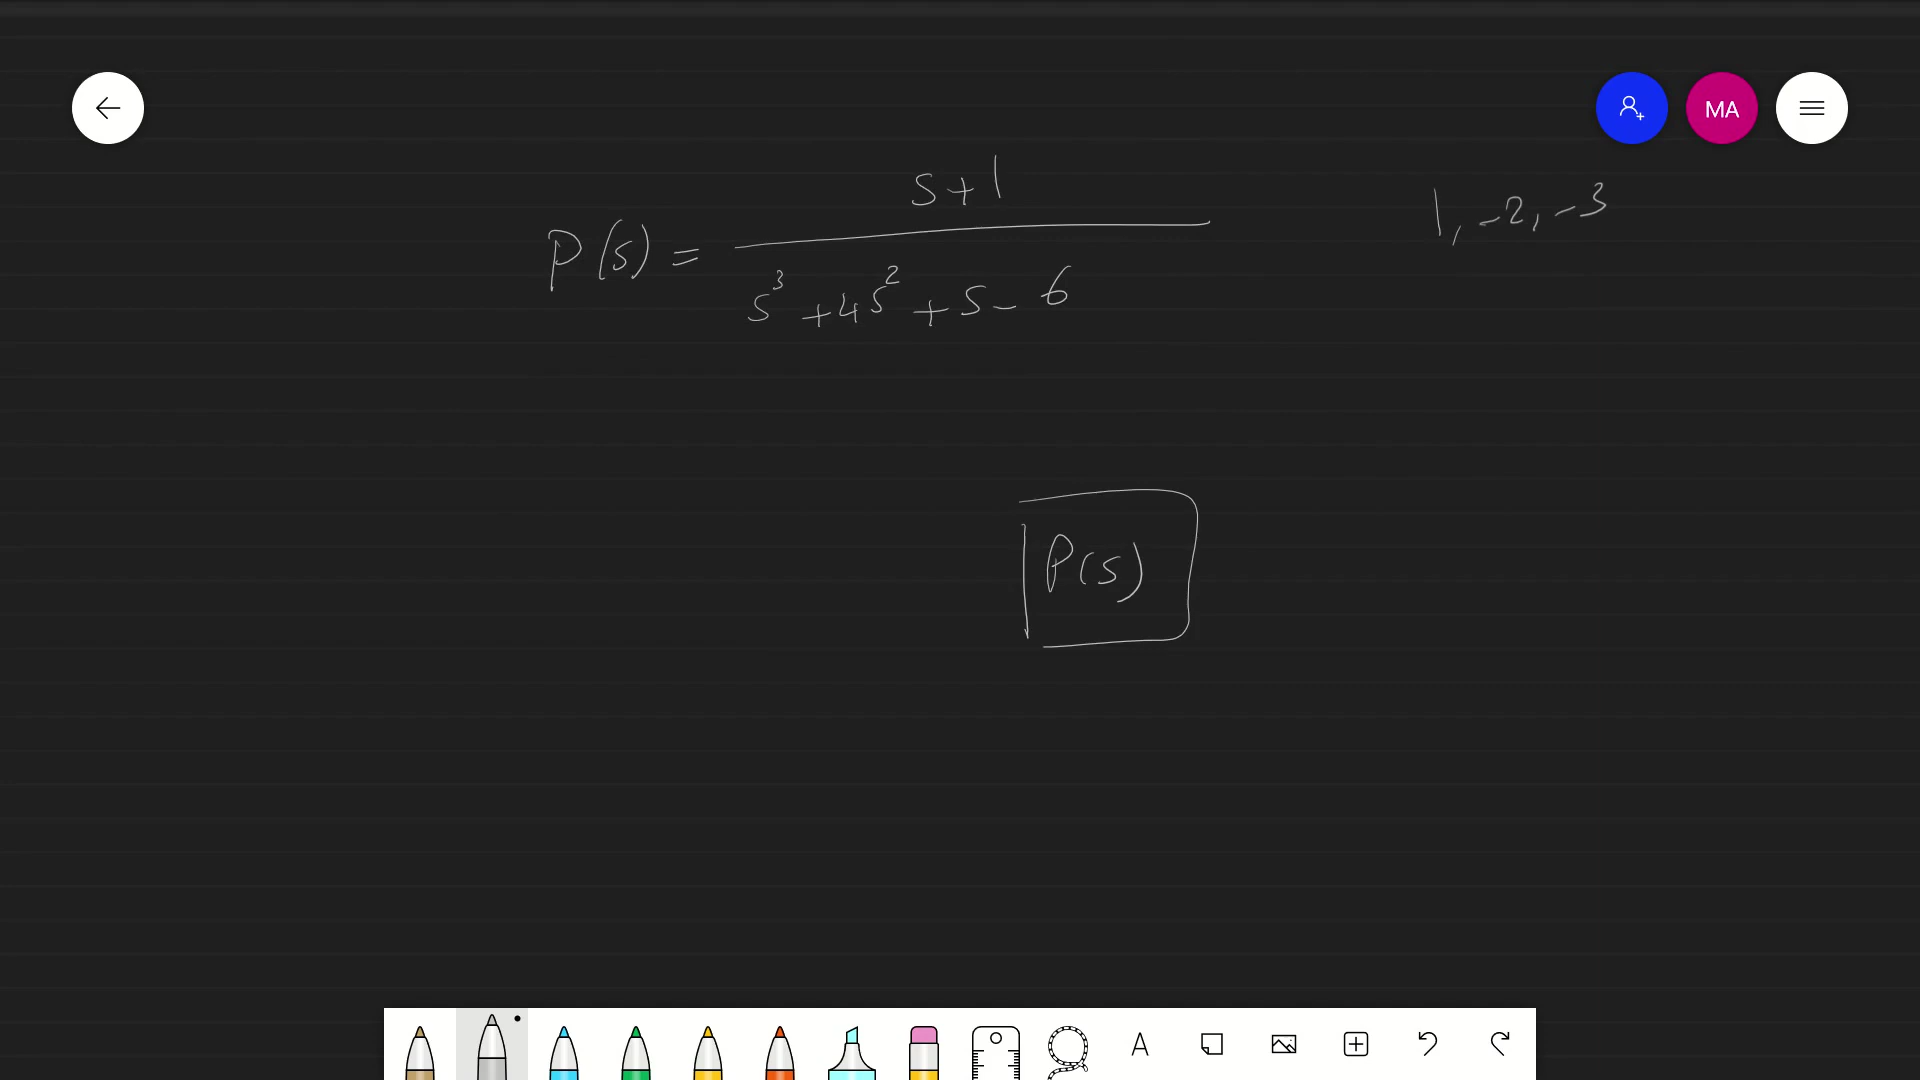 MA
P(s) = s+1 / s³ + 4s² + s - 6
1, -2, -3
P(s)
A